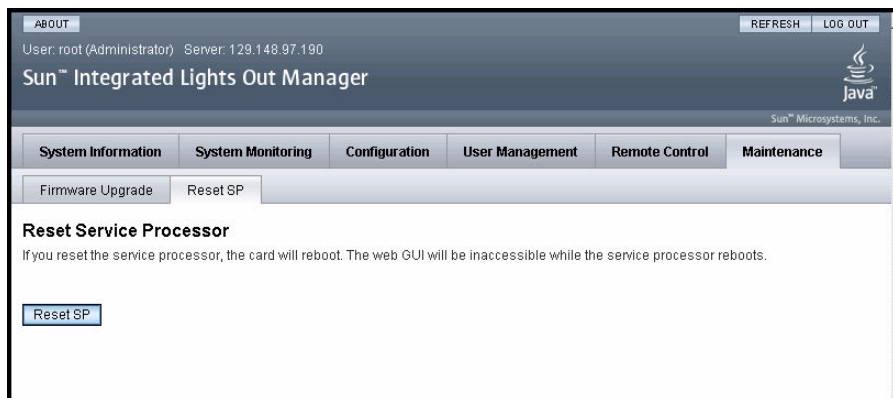 ABOUT
REFRESH
LOG OUT
User: root (Administrator) Server: 129.148.97.190
Sun™ Integrated Lights Out Manager
Java™
Sun™ Microsystems, Inc.
System Information
System Monitoring
Configuration
User Management
Remote Control
Maintenance
Firmware Upgrade
Reset SP
Reset Service Processor
If you reset the service processor, the card will reboot. The web GUI will be inaccessible while the service processor reboots.
Reset SP